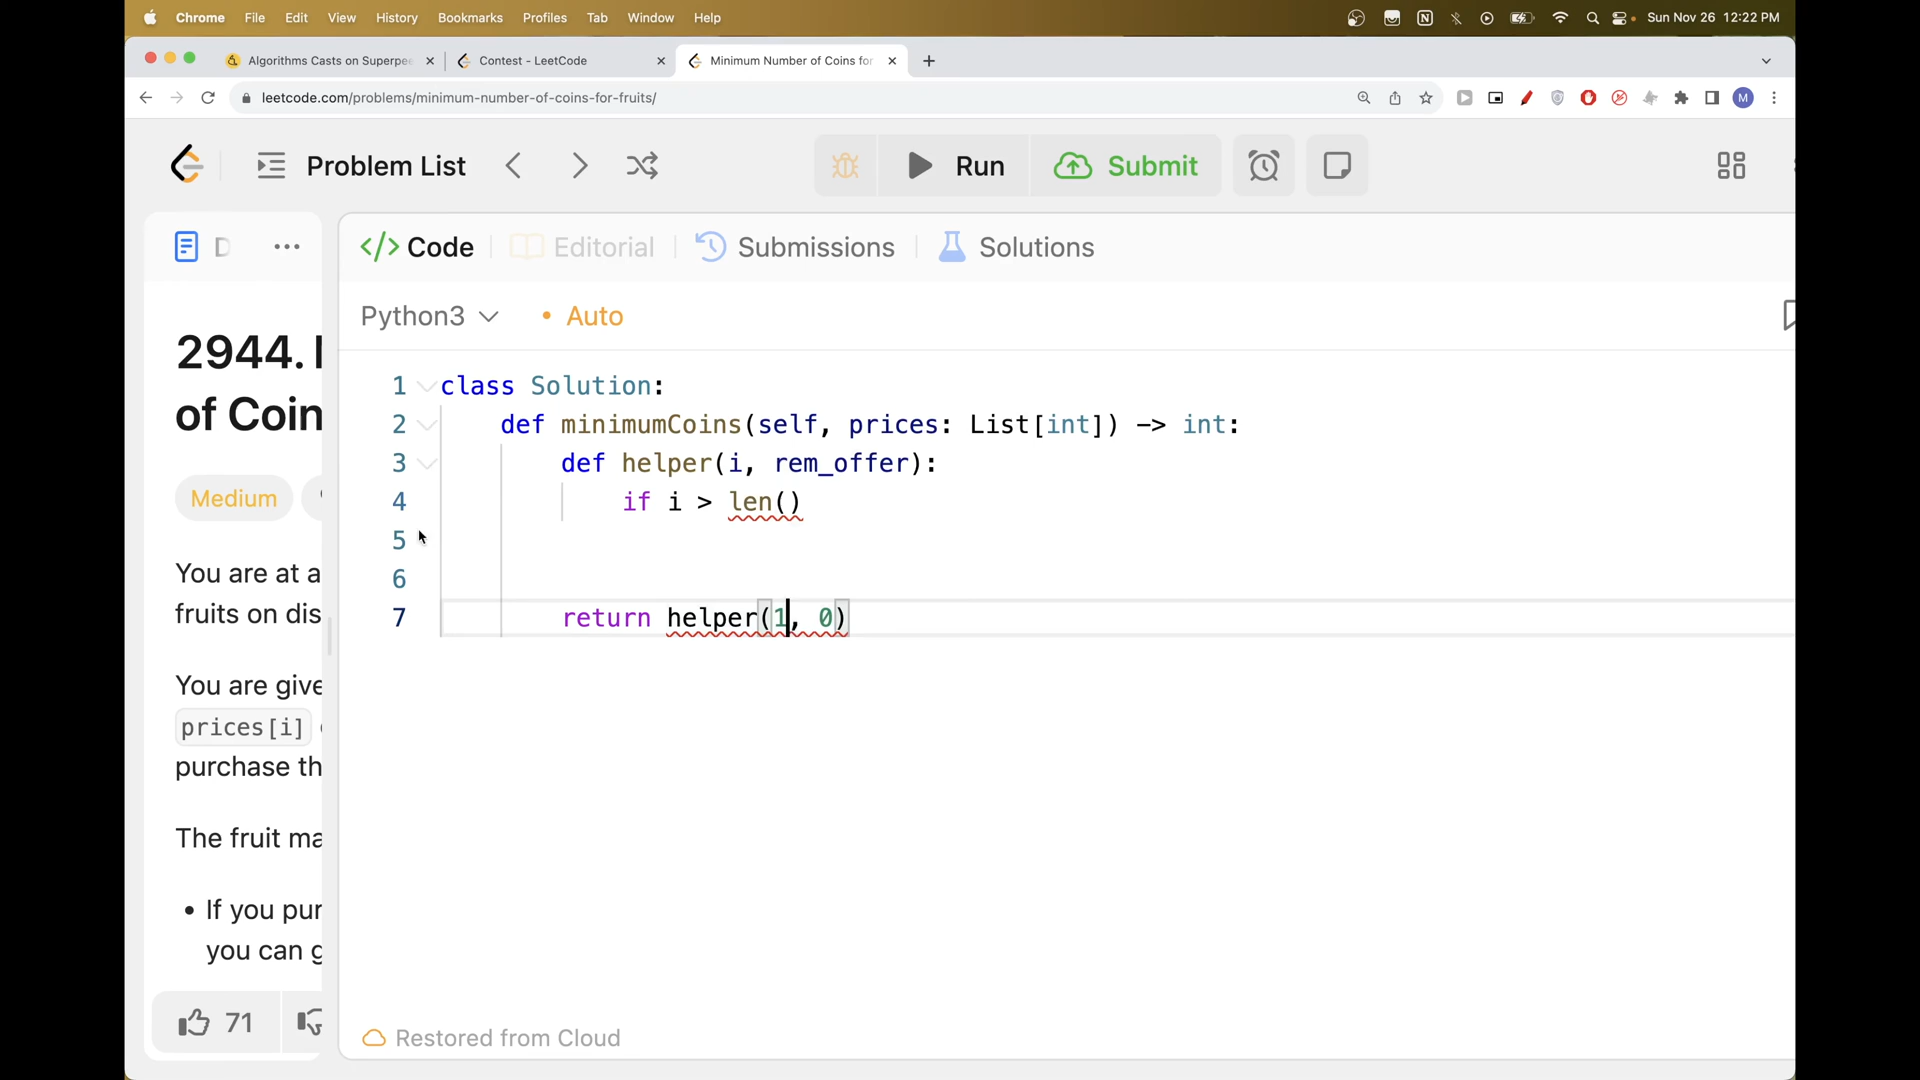 Chrome File Edit View History Bookmarks Profiles Tab Window Help Sun Nov 26 12:22 PM
Algorithms Casts on Superpee Contest - LeetCode Minimum Number of Coins for
leetcode.com/problems/minimum-number-of-coins-for-fruits/ M
Problem List Run Submit
D ... </> Code Editorial Submissions Solutions
Python3 • Auto
2944.
of Coin
Medium
You are at a
fruits on dis
You are give
prices[i]
purchase th
The fruit ma
• If you pur
you can g
71
1 class Solution:
2 def minimumCoins(self, prices: List[int]) -> int:
3 def helper(i, rem_offer):
4 if i > len()
5
6
7 return helper(1, 0)
Restored from Cloud